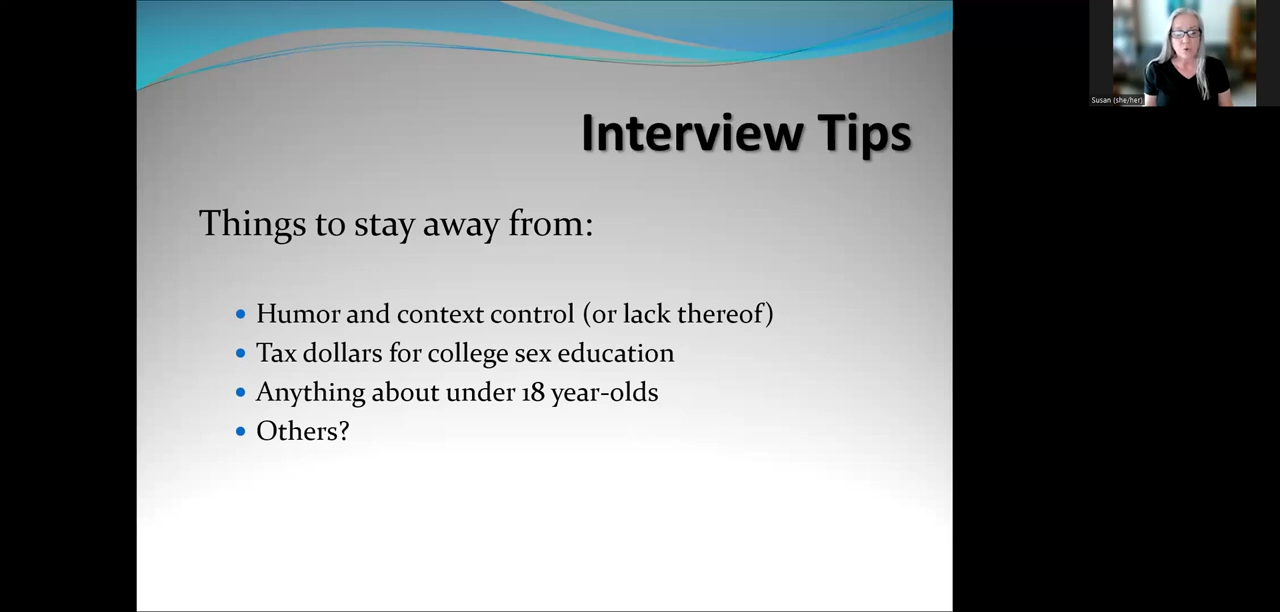 Interview Tips
Things to stay away from:
Humor and context control (or lack thereof)
Tax dollars for college sex education
Anything about under 18 year-olds
Others?
Susan (she/her)